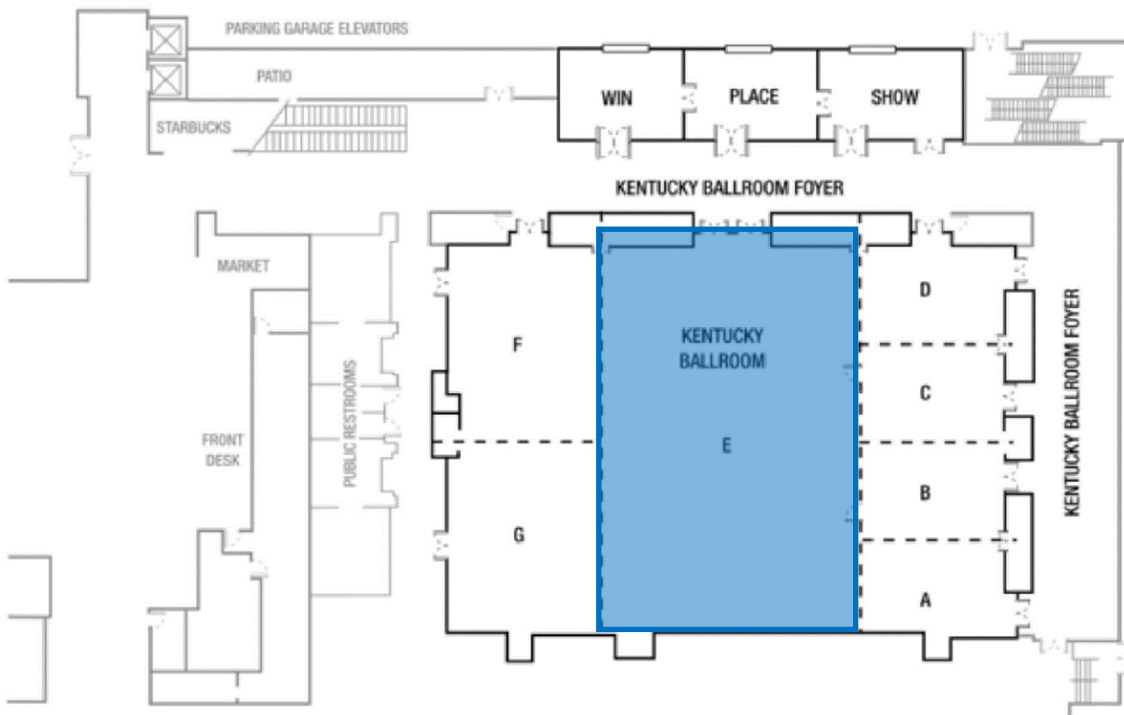 PARKING GARAGE ELEVATORS
PATIO
STARBUCKS
WIN
PLACE
SHOW
KENTUCKY BALLROOM FOYER
MARKET
FRONT
DESK
PUBLIC RESTROOMS
F
G
KENTUCKY
BALLROOM
E
D
C
B
A
KENTUCKY BALLROOM FOYER